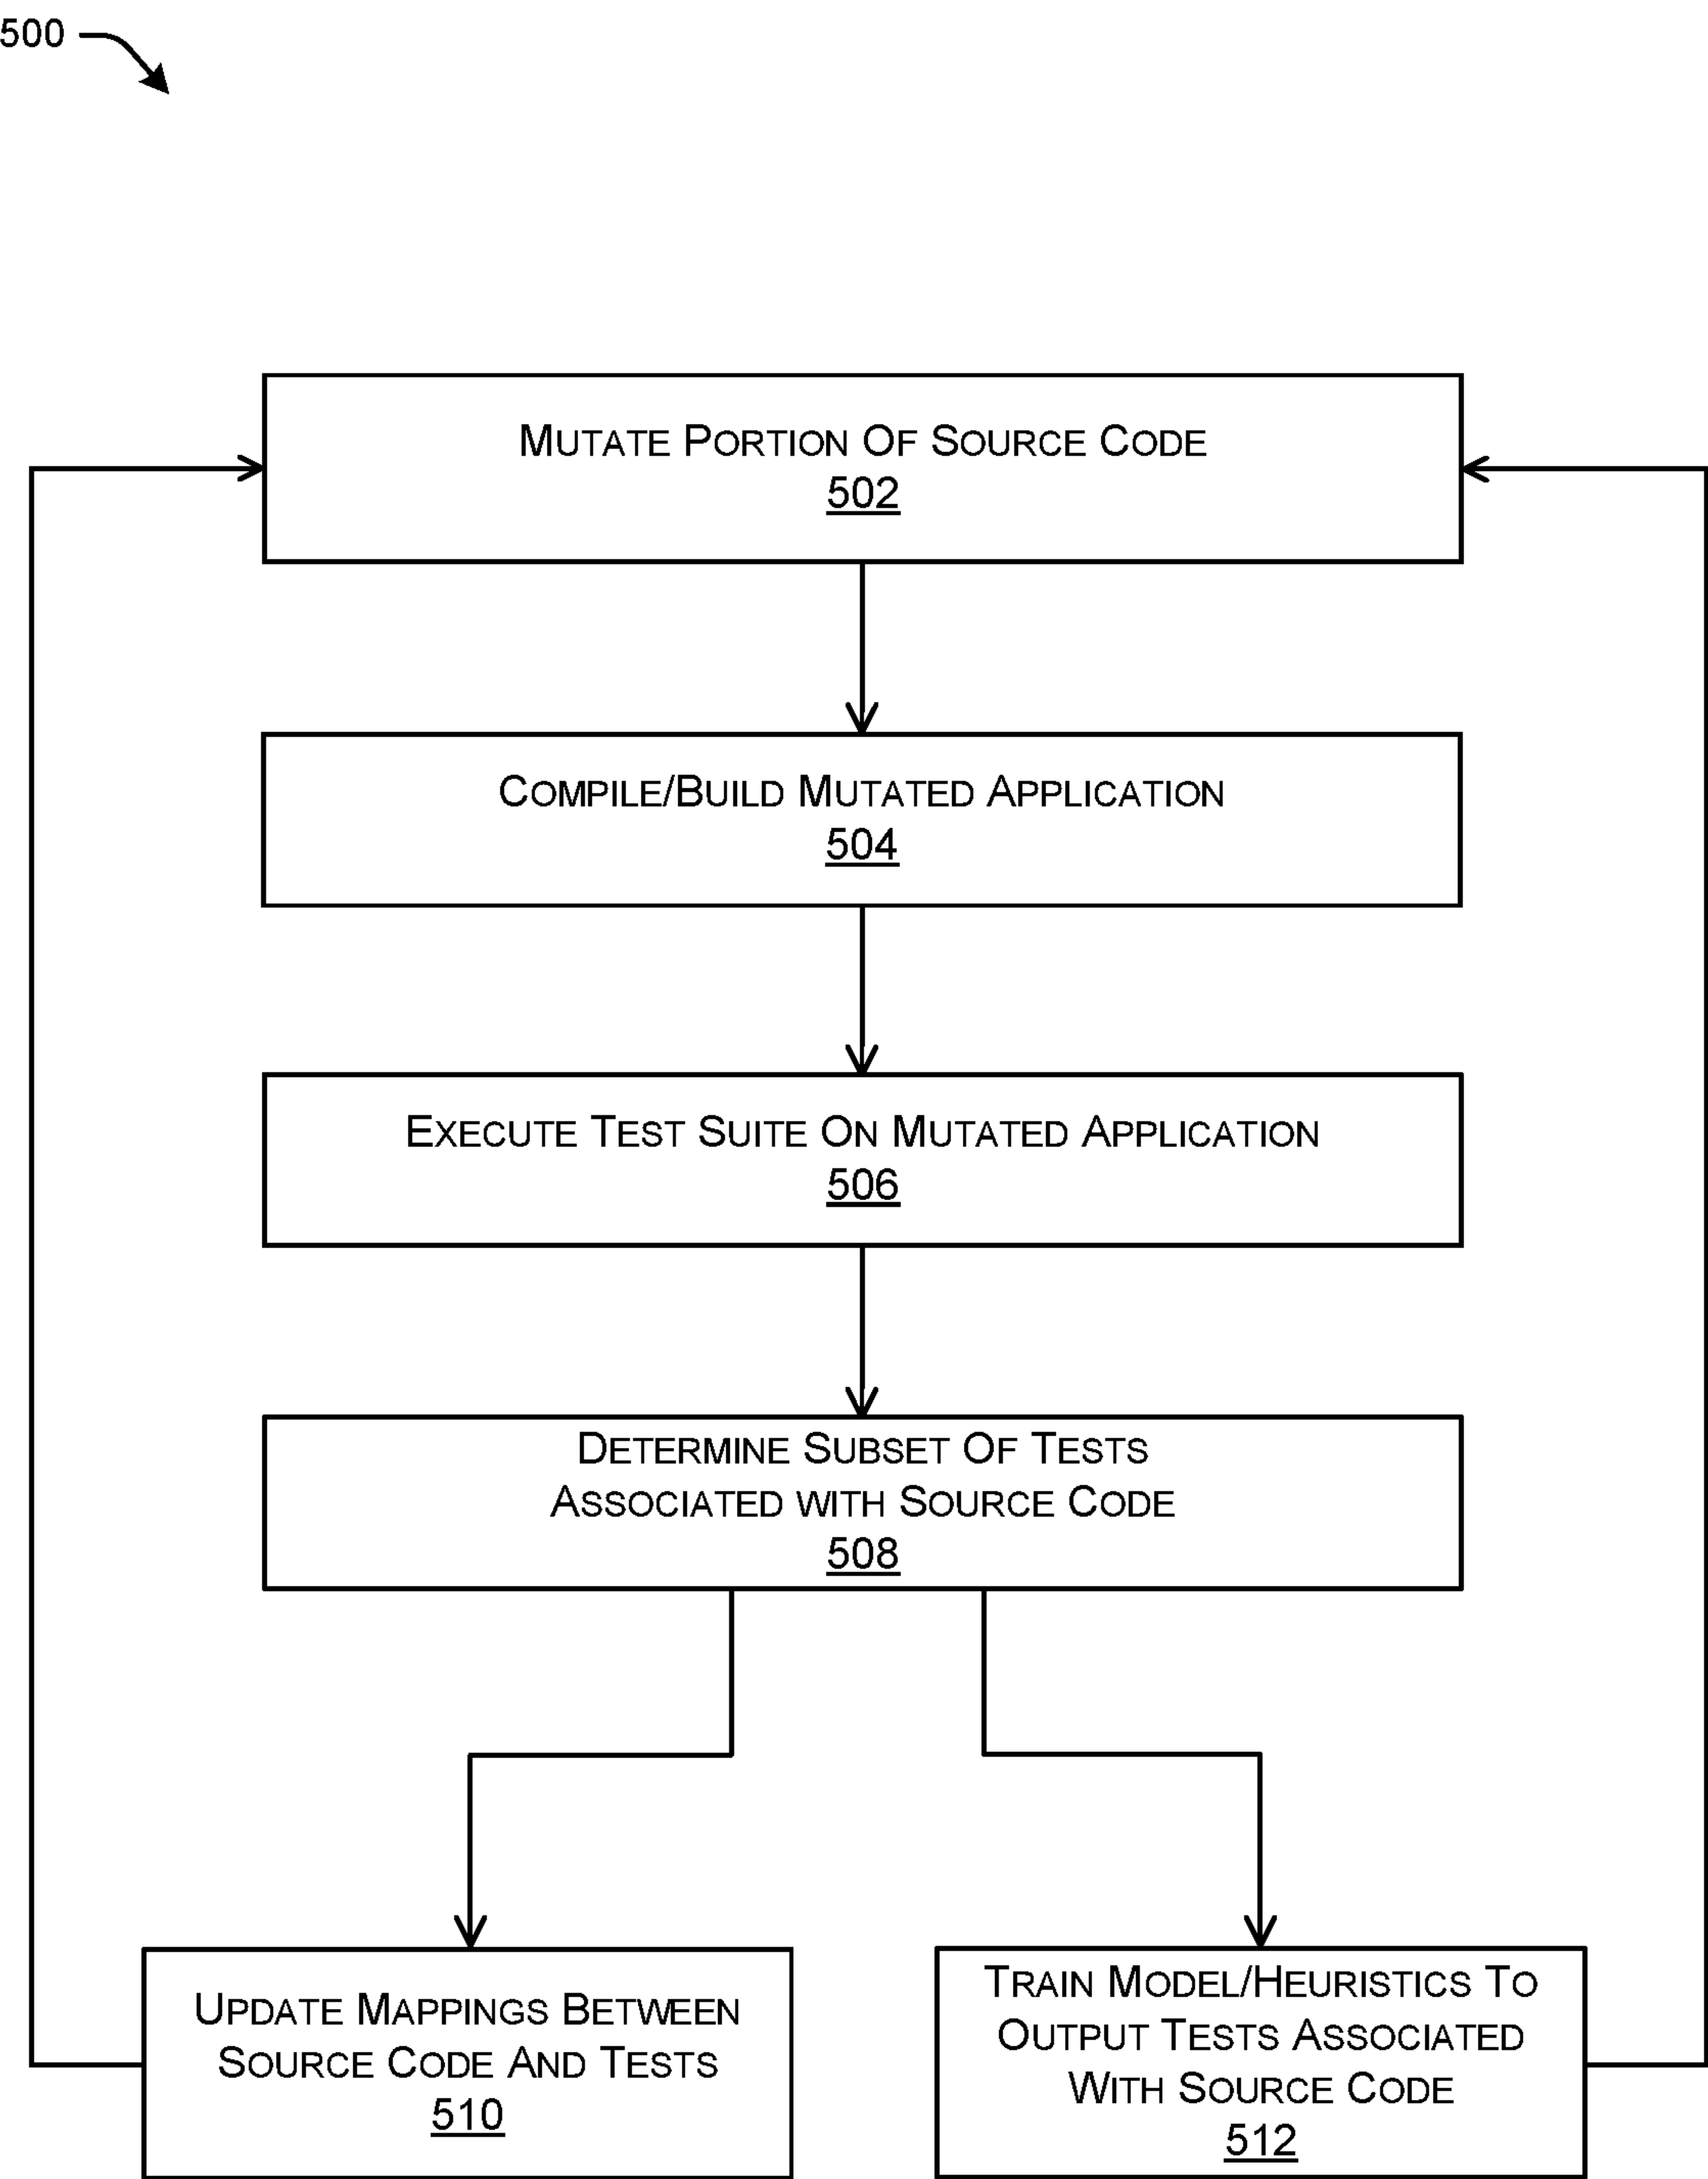 500
MUTATE PORTION OF SOURCE CODE
502
COMPILE/BUILD MUTATED APPLICATION
504
EXECUTE TEST SUITE ON MUTATED APPLICATION
506
DETERMINE SUBSET OF TESTS
ASSOCIATED WITH SOURCE CODE
508
UPDATE MAPPINGS BETWEEN
SOURCE CODE AND TESTS
510
TRAIN MODEL/HEURISTICS TO
OUTPUT TESTS ASSOCIATED
WITH SOURCE CODE
512